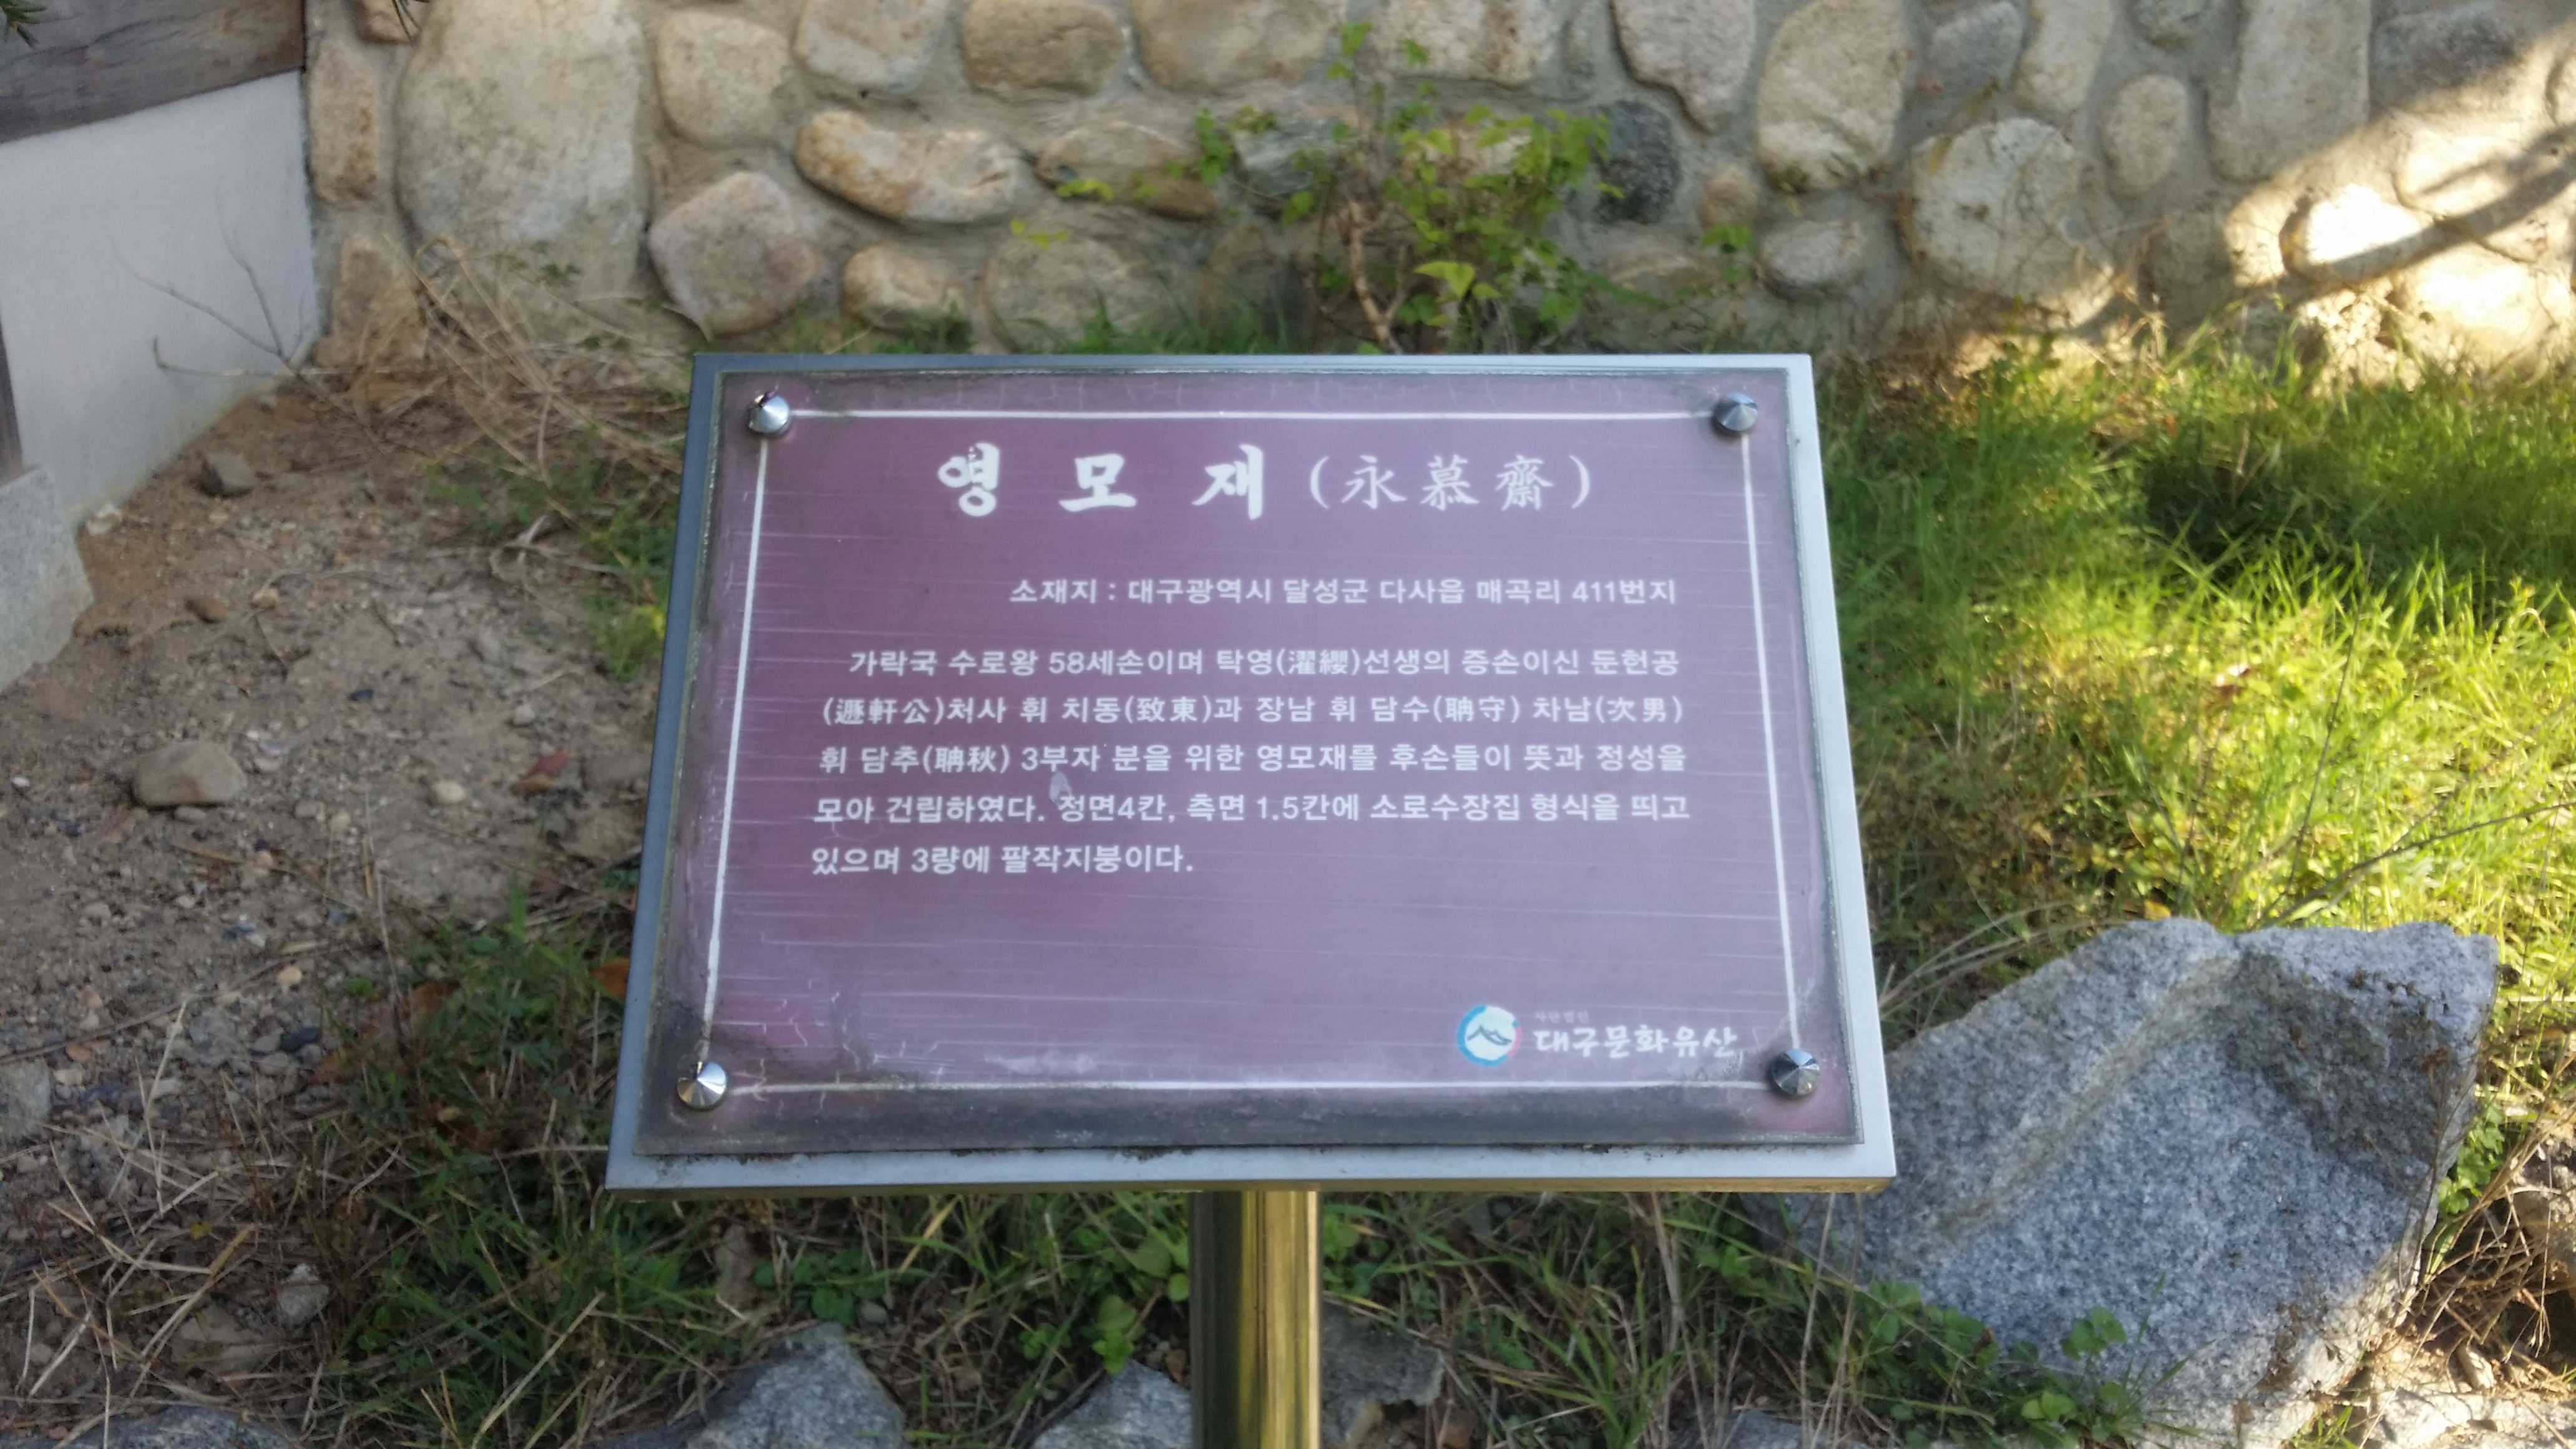 영 모 재 (永慕齋)
소재지 : 대구광역시 달성군 다사읍 매곡리 411번지
가락국 수로왕 58세손이며 탁영(濯纓)선생의 증손이신 둔헌공
(遯軒公)처사 휘 치동(致東)과 장남 휘 담수(聃守) 차남(次男)
휘 담추(聃秋) 3부자 분을 위한 영모재를 후손들이 뜻과 정성을
모아 건립하였다. 정면4칸, 측면 1.5칸에 소로수장집 형식을 띄고
있으며 3량에 팔작지붕이다.
사단법인
대구문화유산